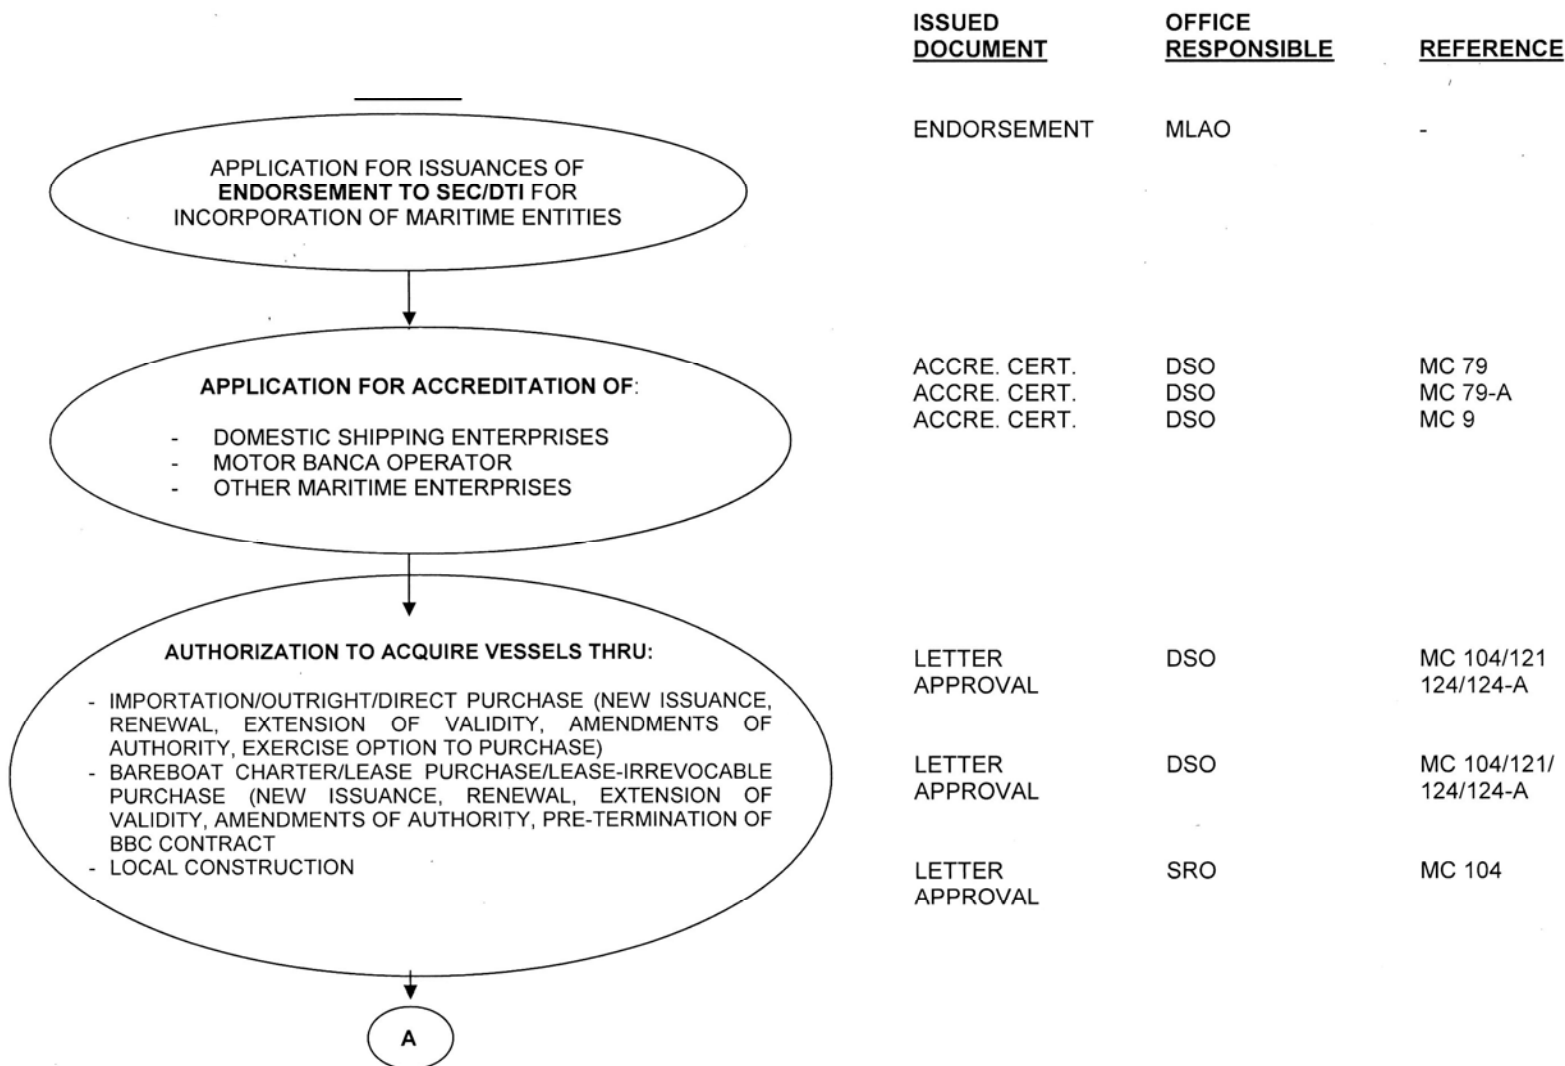 ISSUED OFFICE
DOCUMENT RESPONSIBLE REFERENCE
ENDORSEMENT MLAO -
APPLICATION FOR ISSUANCES OF
ENDORSEMENT TO SEC/DTI FOR
INCORPORATION OF MARITIME ENTITIES
APPLICATION FOR ACCREDITATION OF:
- DOMESTIC SHIPPING ENTERPRISES
- MOTOR BANCA OPERATOR
- OTHER MARITIME ENTERPRISES
ACCRE. CERT. DSO MC 79
ACCRE. CERT. DSO MC 79-A
ACCRE. CERT. DSO MC 9
AUTHORIZATION TO ACQUIRE VESSELS THRU:
- IMPORTATION/OUTRIGHT/DIRECT PURCHASE (NEW ISSUANCE,
RENEWAL, EXTENSION OF VALIDITY, AMENDMENTS OF
AUTHORITY, EXERCISE OPTION TO PURCHASE)
- BAREBOAT CHARTER/LEASE PURCHASE/LEASE-IRREVOCABLE
PURCHASE (NEW ISSUANCE, RENEWAL, EXTENSION OF
VALIDITY, AMENDMENTS OF AUTHORITY, PRE-TERMINATION OF
BBC CONTRACT
- LOCAL CONSTRUCTION
LETTER DSO MC 104/121
APPROVAL 124/124-A
LETTER DSO MC 104/121/
APPROVAL 124/124-A
LETTER SRO MC 104
APPROVAL
A